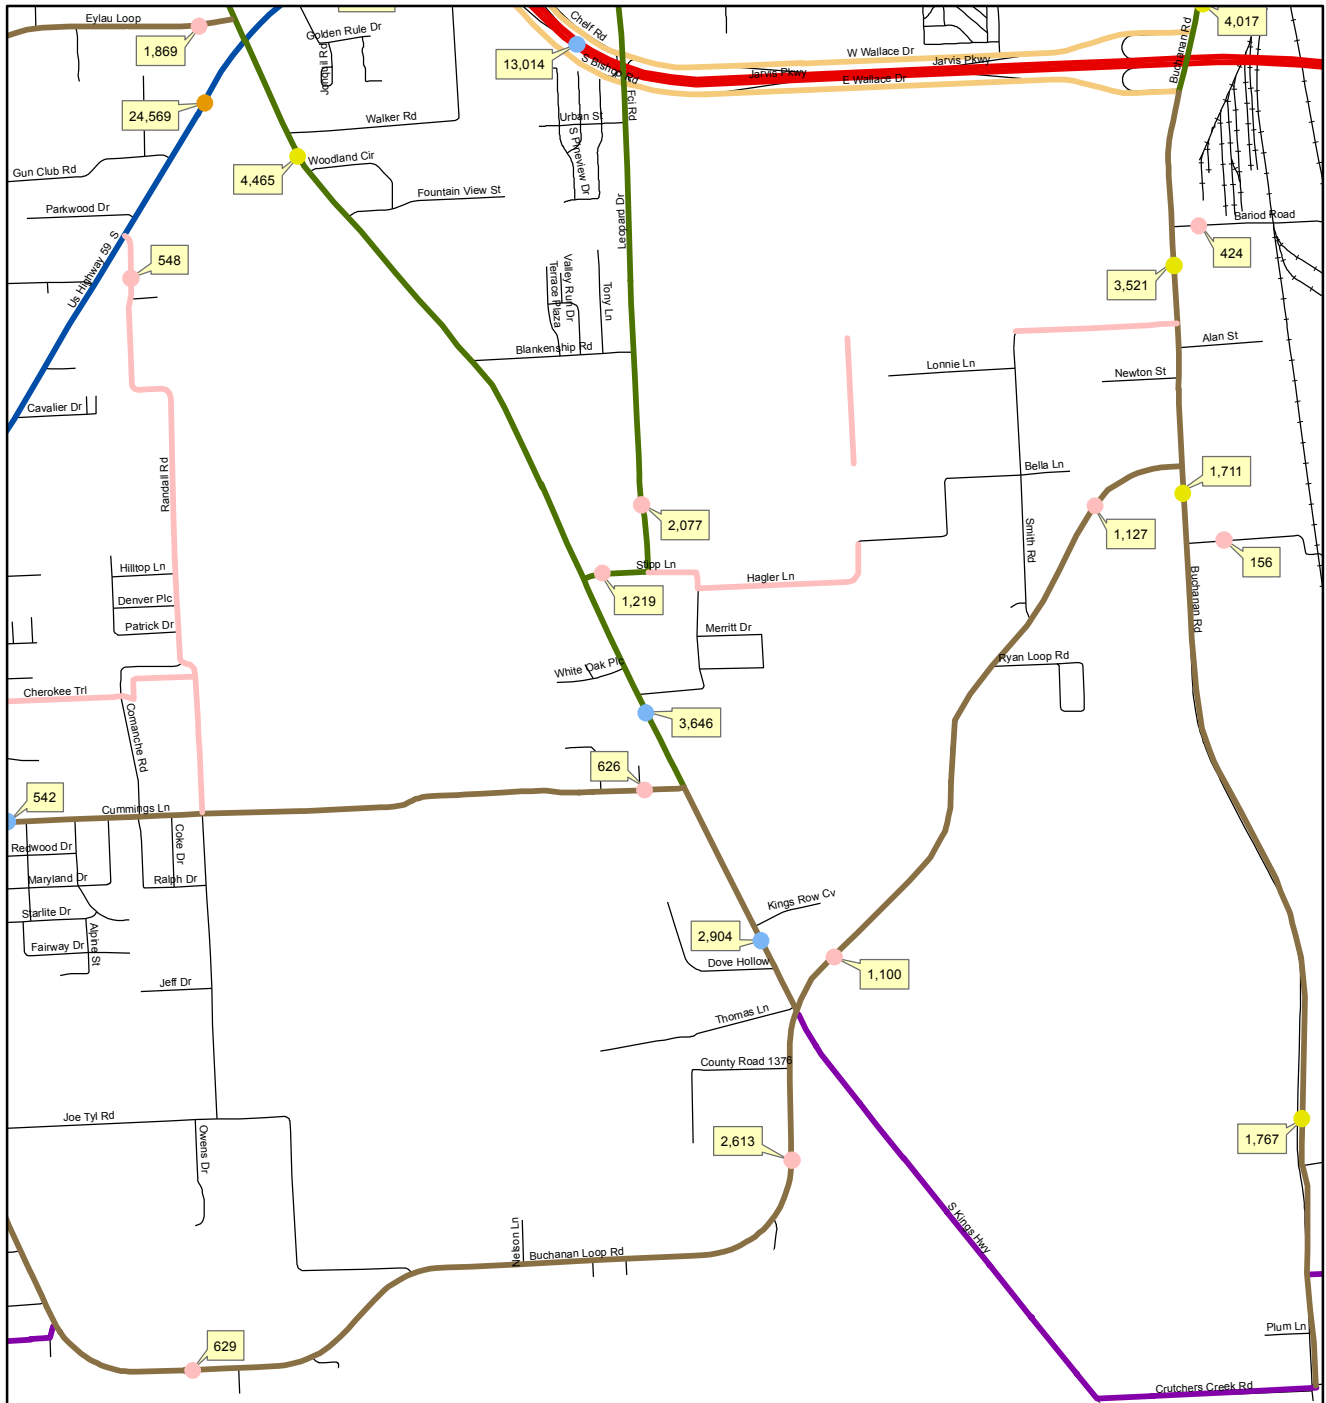 Eylau Loop
1,869
Golden Rule Dr
Chelf Rd
13,014
S Bishop Rd
W Wallace Dr
Jarvis Pkwy
Jarvis Pkwy
E Wallace Dr
Buchanan Rd
4,017
24,569
Walker Rd
Urban St
Fci Rd
S Pineview Dr
Gun Club Rd
4,465
Woodland Cir
Fountain View St
Parkwood Dr
Leopard Dr
Bariod Road
424
Us Highway 59 S
548
3,521
Valley Run Dr
Terrace Plaza
Tony Ln
Blankenship Rd
Alan St
Lonnie Ln
Newton St
Cavalier Dr
Randall Rd
Bella Ln
1,711
2,077
Smith Rd
1,127
156
Hilltop Ln
Stipp Ln
Hagler Ln
Denver Plc
1,219
Buchanan Rd
Patrick Dr
Merritt Dr
White Oak Plc
Ryan Loop Rd
Cherokee Trl
Comanche Rd
3,646
626
542
Cummings Ln
Redwood Dr
Coke Dr
Maryland Dr
Ralph Dr
Starlite Dr
Kings Row Cv
Alpine St
Fairway Dr
2,904
Dove Hollow
1,100
Jeff Dr
Thomas Ln
County Road 1376
Joe Tyl Rd
Owens Dr
2,613
1,767
S Kings Hwy
Nelson Ln
Buchanan Loop Rd
629
Plum Ln
Crutchers Creek Rd